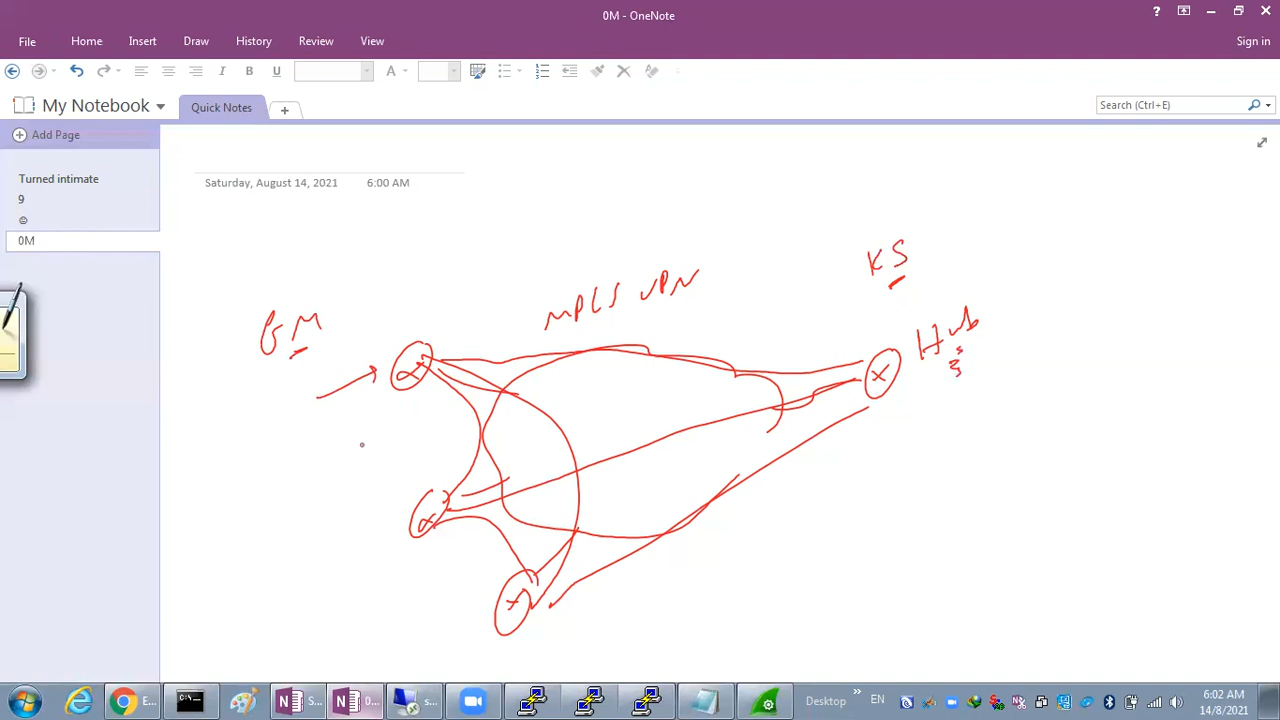 0M - OneNote
File Home Insert Draw History Review View Sign in
My Notebook Quick Notes Search (Ctrl+E)
Add Page
Turned intimate
9
0M
Saturday, August 14, 2021 6:00 AM
KS
MPLS VPN
GM
Hub
E...
S...
0...
s...
Desktop
EN
6:02 AM
14/8/2021